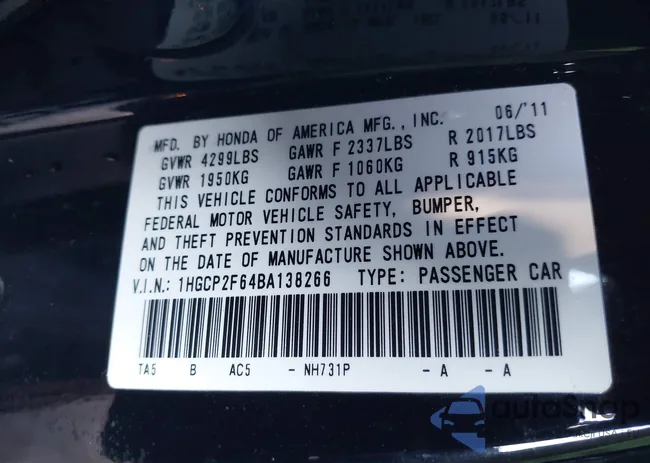 MFD. BY HONDA OF AMERICA MFG., INC. 06/'11
GVWR 4299LBS GAWR F 2337LBS R 2017LBS
GVWR 1950KG GAWR F 1060KG R 915KG
THIS VEHICLE CONFORMS TO ALL APPLICABLE
FEDERAL MOTOR VEHICLE SAFETY, BUMPER,
AND THEFT PREVENTION STANDARDS IN EFFECT
ON THE DATE OF MANUFACTURE SHOWN ABOVE.
V.I.N.: 1HGCP2F64BA138266 TYPE: PASSENGER CAR
TA5 B AC5 - NH731P - A - A
autoSnap